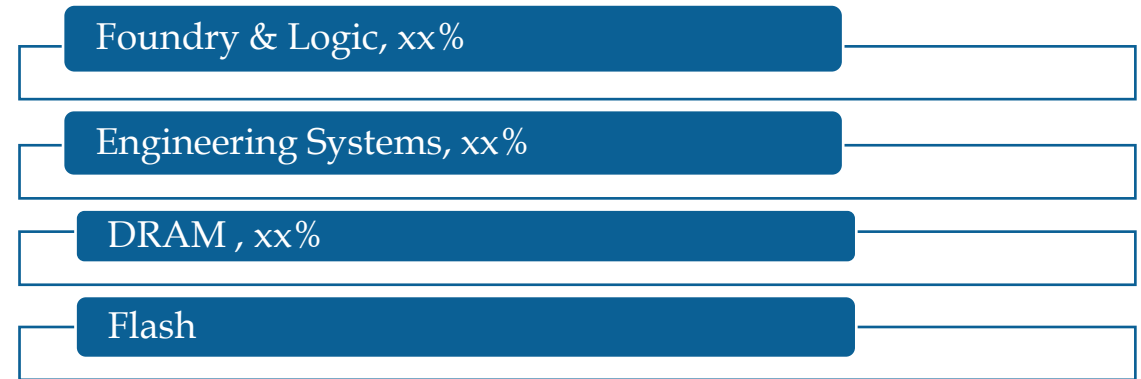 Foundry & Logic, xx%
Engineering Systems, xx%
DRAM , xx%
Flash